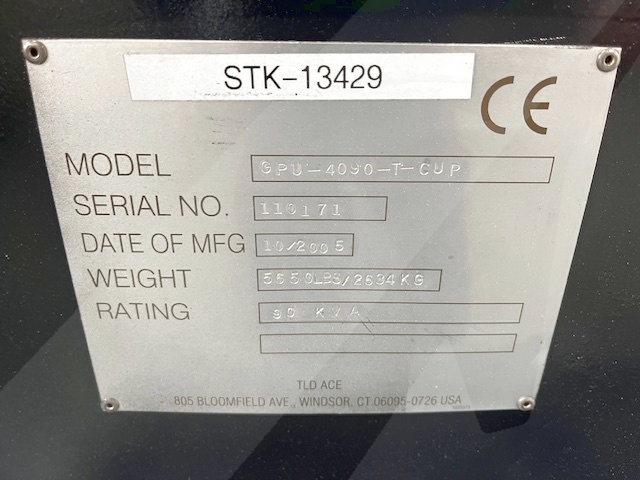 STK-13429
CE
MODEL GPU-4090-T-CUP
SERIAL NO. 110171
DATE OF MFG 10/2005
WEIGHT 5650LBS/2634KG
RATING 90 KVA
TLD ACE
805 BLOOMFIELD AVE., WINDSOR, CT.06095-0726 USA